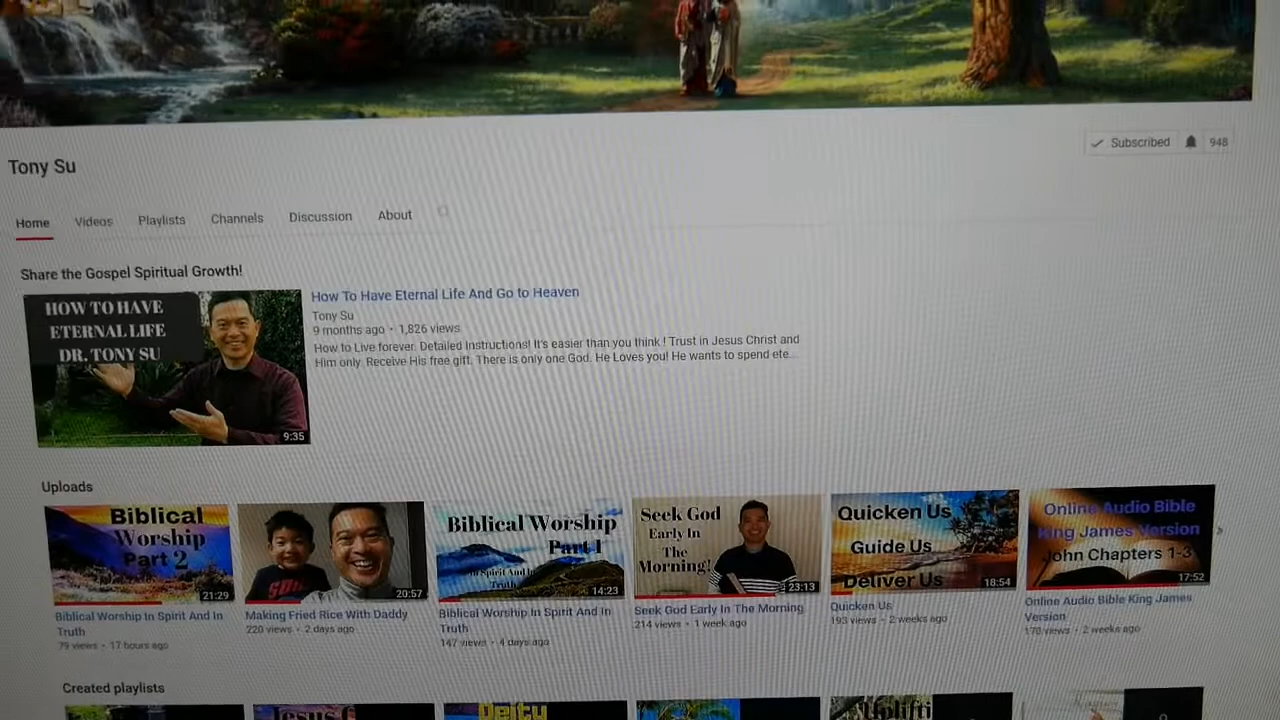 Tony Su
Subscribed 948
Home Videos Playlists Channels Discussion About
Share the Gospel Spiritual Growth!
HOW TO HAVE
ETERNAL LIFE
DR. TONY SU
9:35
How To Have Eternal Life And Go to Heaven
Tony Su
9 months ago • 1,826 views
How to Live forever. Detailed Instructions! It's easier than you think ! Trust in Jesus Christ and
Him only. Receive His free gift. There is only one God. He Loves you! He wants to spend ete...
Uploads
Biblical
Worship
Part 2
21:29
Biblical Worship In Spirit And In
Truth
79 views • 17 hours ago
20:57
Making Fried Rice With Daddy
220 views • 2 days ago
Biblical Worship
Part 1
In Spirit And In
Truth
14:23
Biblical Worship In Spirit And In
Truth
147 views • 4 days ago
Seek God
Early In
The
Morning!
23:13
Seek God Early In The Morning
214 views • 1 week ago
Quicken Us
Guide Us
Deliver Us
18:54
Quicken Us
193 views • 2 weeks ago
Online Audio Bible
King James Version
John Chapters 1-3
17:52
Online Audio Bible King James
Version
170 views • 2 weeks ago
Created playlists
Deity